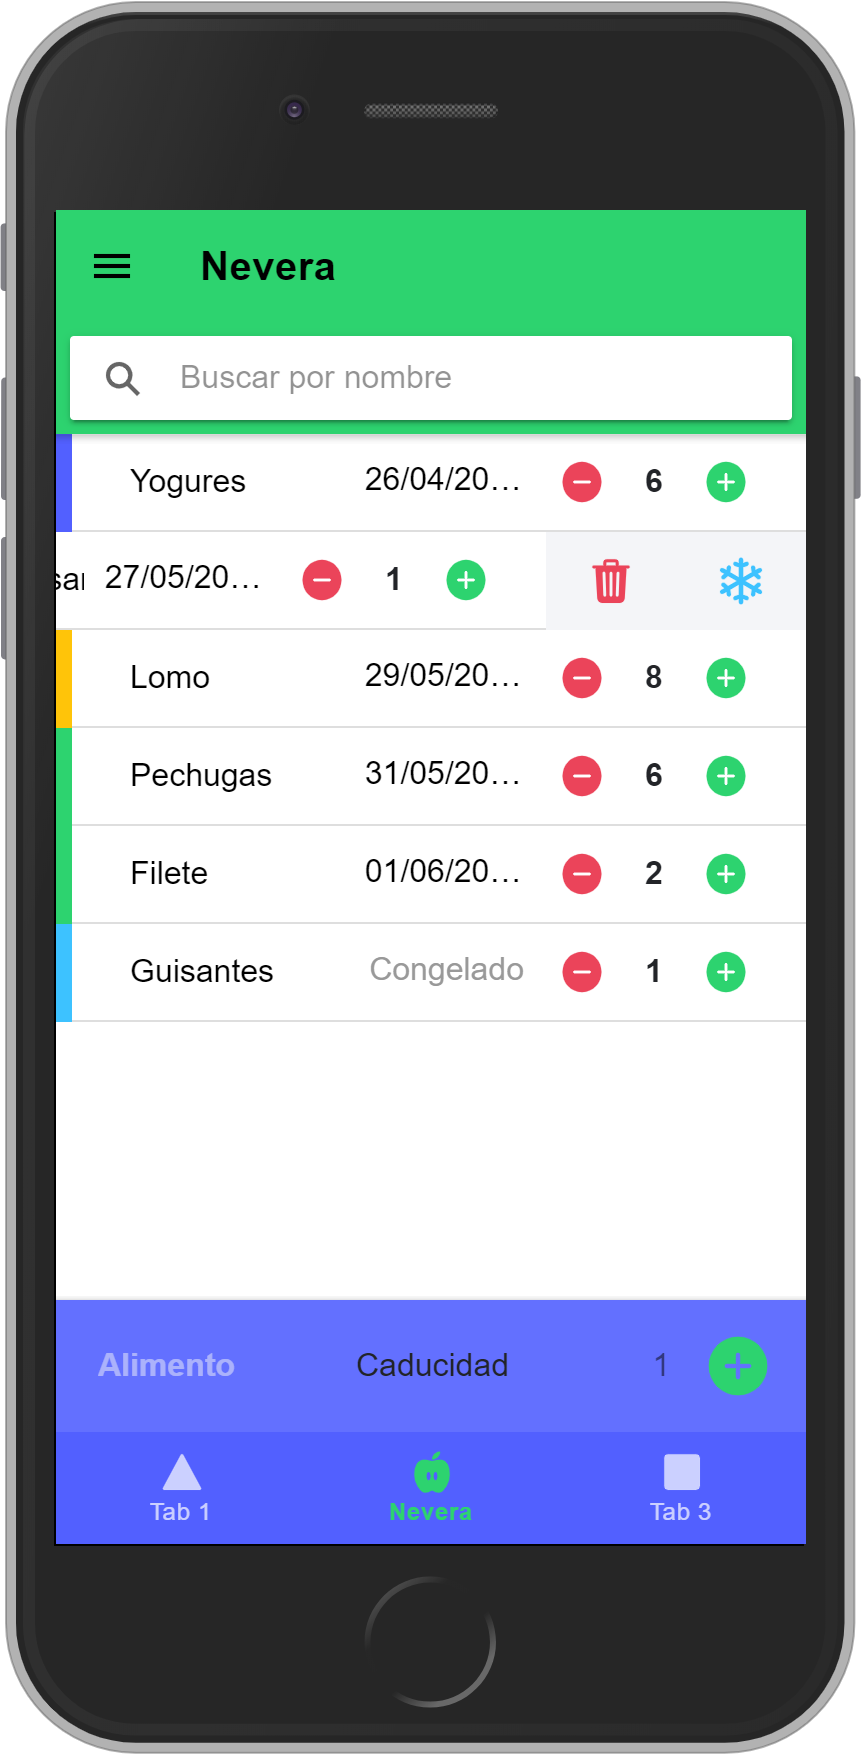 Nevera
Buscar por nombre
Yogures 26/04/20… 6
27/05/20… 1
Lomo 29/05/20… 8
Pechugas 31/05/20… 6
Filete 01/06/20… 2
Guisantes Congelado 1
Alimento Caducidad 1
Tab 1 Nevera Tab 3